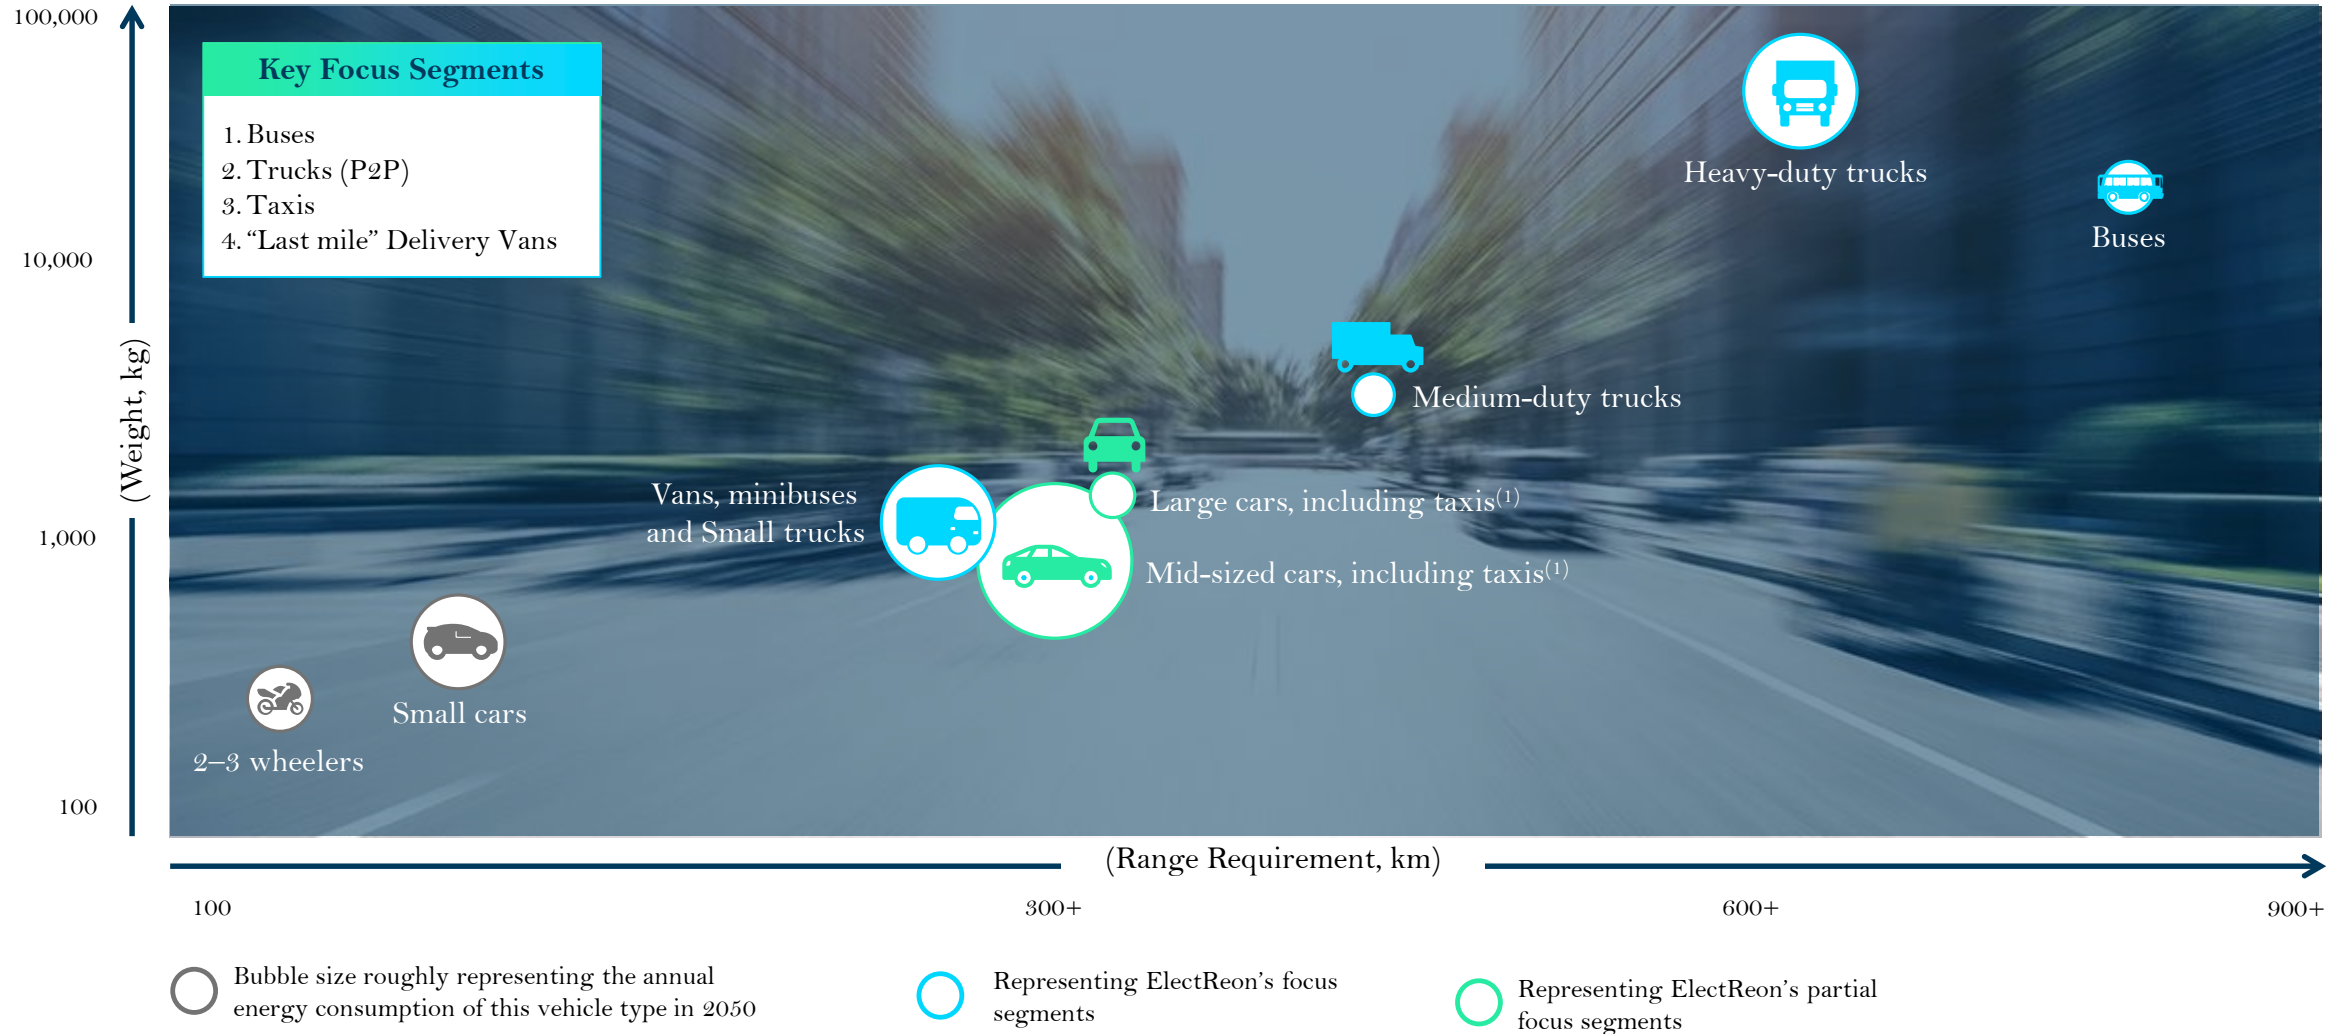 100,000
Key Focus Segments
1. Buses
2. Trucks (P2P)
3. Taxis
4. “Last mile” Delivery Vans
10,000
(Weight, kg)
1,000
100
Heavy-duty trucks
Buses
Medium-duty trucks
Vans, minibuses
and Small trucks
Large cars, including taxis(1)
Mid-sized cars, including taxis(1)
Small cars
2–3 wheelers
(Range Requirement, km)
100
300+
600+
900+
Bubble size roughly representing the annual
energy consumption of this vehicle type in 2050
Representing ElectReon’s focus
segments
Representing ElectReon’s partial
focus segments